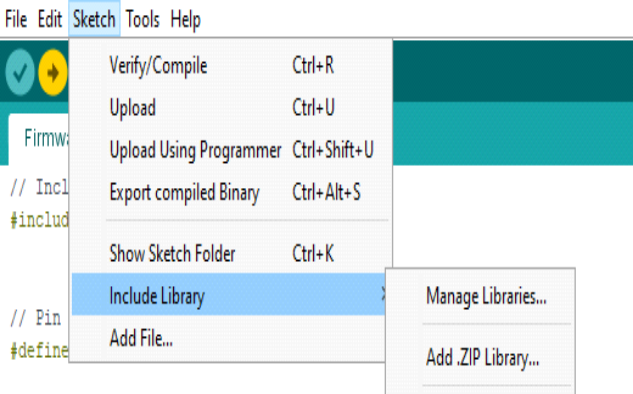 File Edit Sketch Tools Help
Verify/Compile Ctrl+R
Upload Ctrl+U
Firmwa
Upload Using Programmer Ctrl+Shift+U
// Incl
Export compiled Binary Ctrl+Alt+S
#includ
Show Sketch Folder Ctrl+K
Include Library
Manage Libraries...
// Pin
Add File...
#define
Add .ZIP Library...